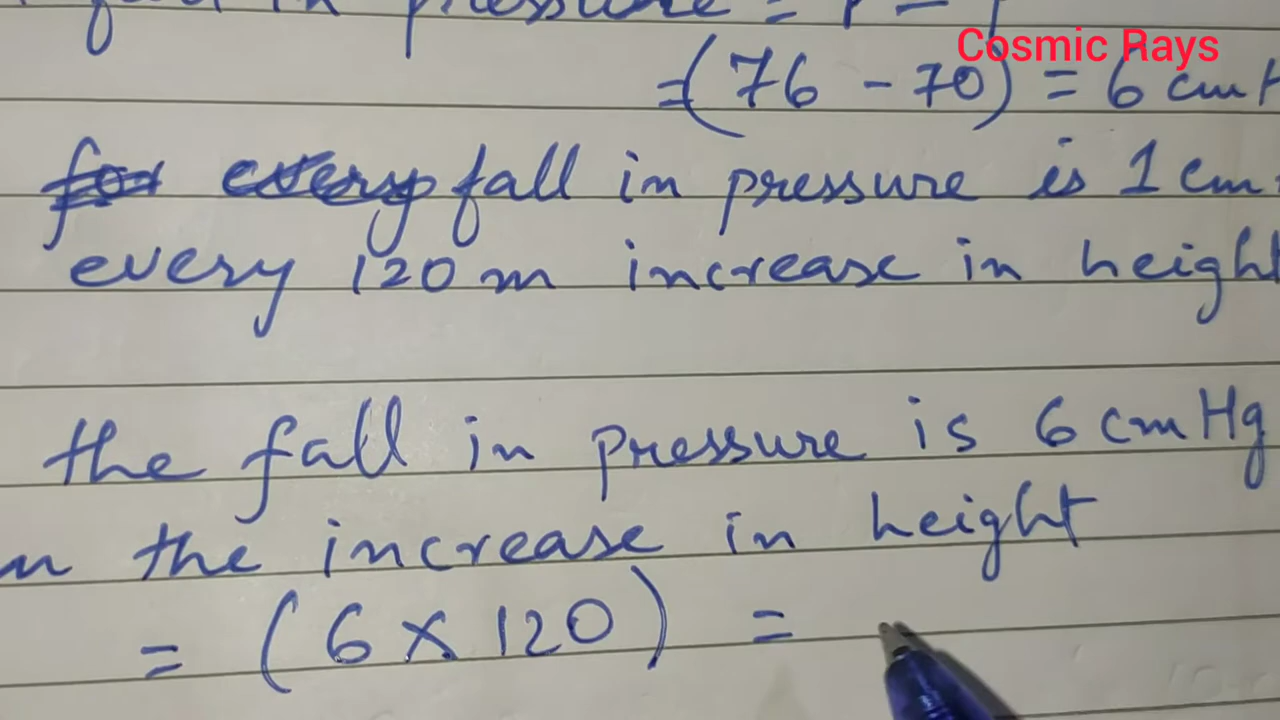 in pressure = P -
Cosmic Rays
= (76 - 70) = 6 cm H
for every fall in pressure is 1 cm
every 120 m increase in height
the fall in pressure is 6 cm Hg
the increase in height
= (6 × 120) =